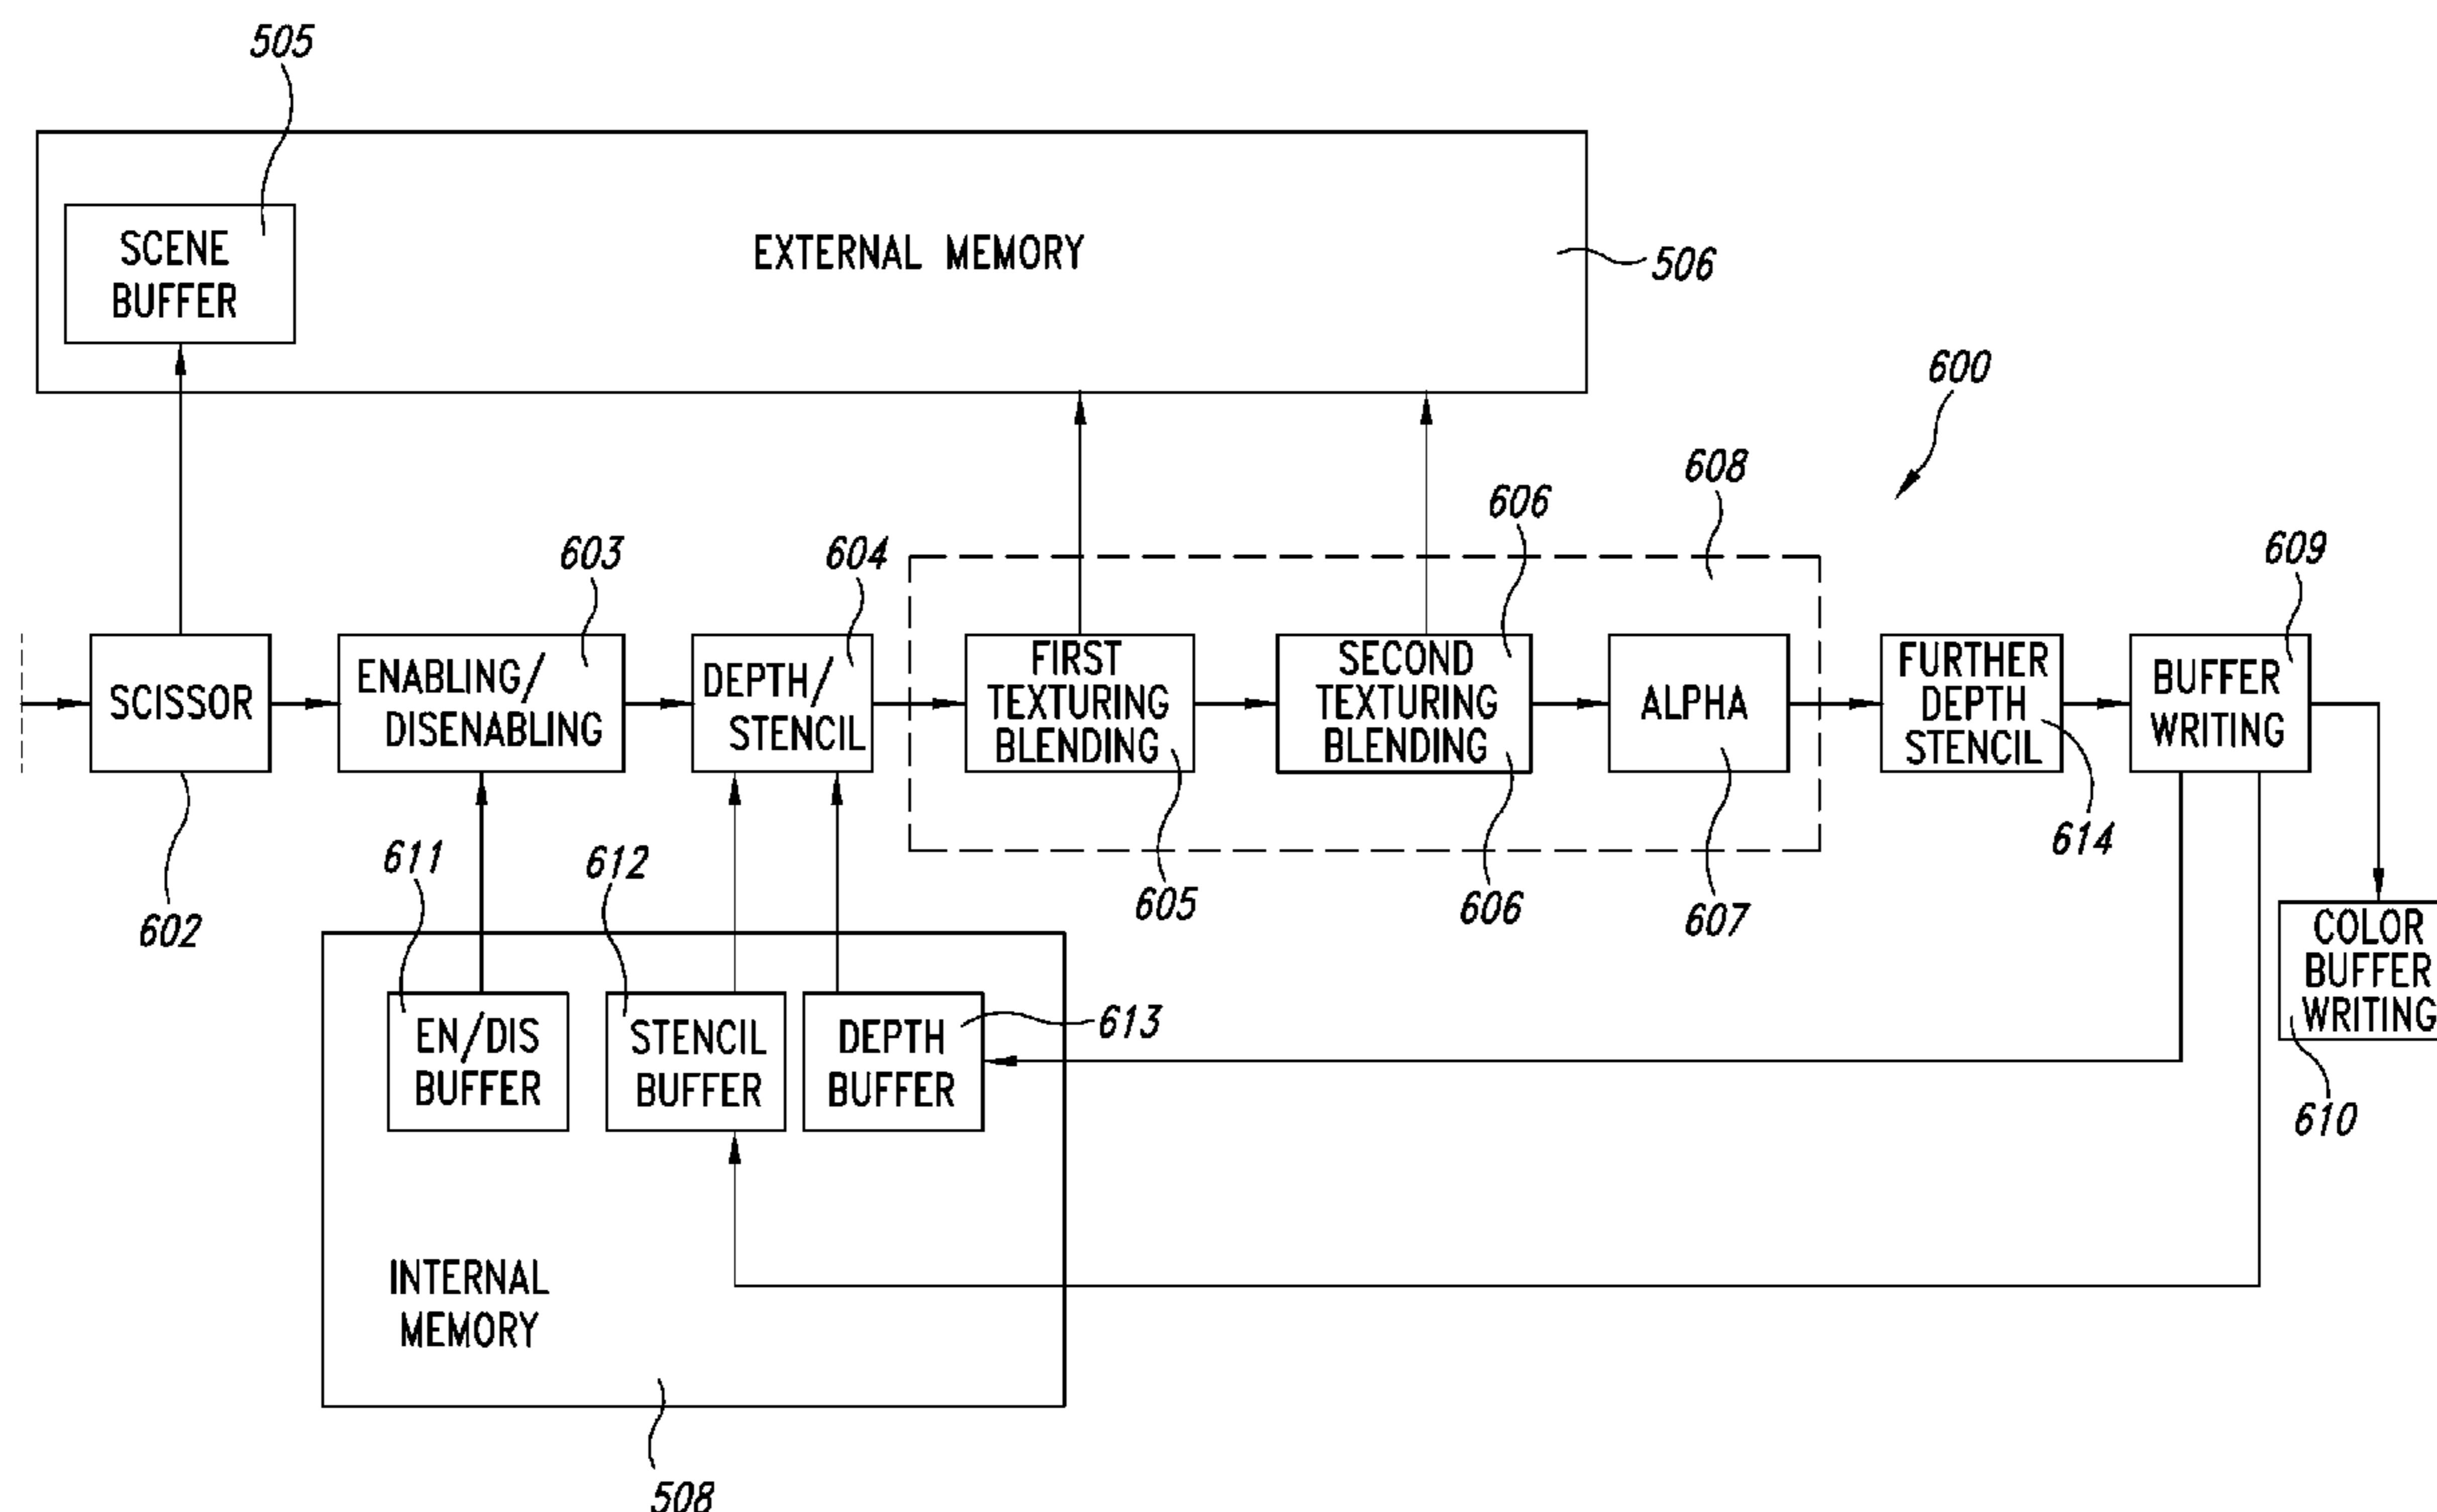 505
SCENE
BUFFER
EXTERNAL MEMORY
506
600
608
606
609
603
604
SCISSOR
ENABLING/
DISENABLING
DEPTH/
STENCIL
FIRST
TEXTURING
BLENDING
SECOND
TEXTURING
BLENDING
ALPHA
FURTHER
DEPTH
STENCIL
BUFFER
WRITING
614
611
612
605
606
607
602
COLOR
BUFFER
WRITING
EN/DIS
BUFFER
STENCIL
BUFFER
DEPTH
BUFFER
613
610
INTERNAL
MEMORY
508